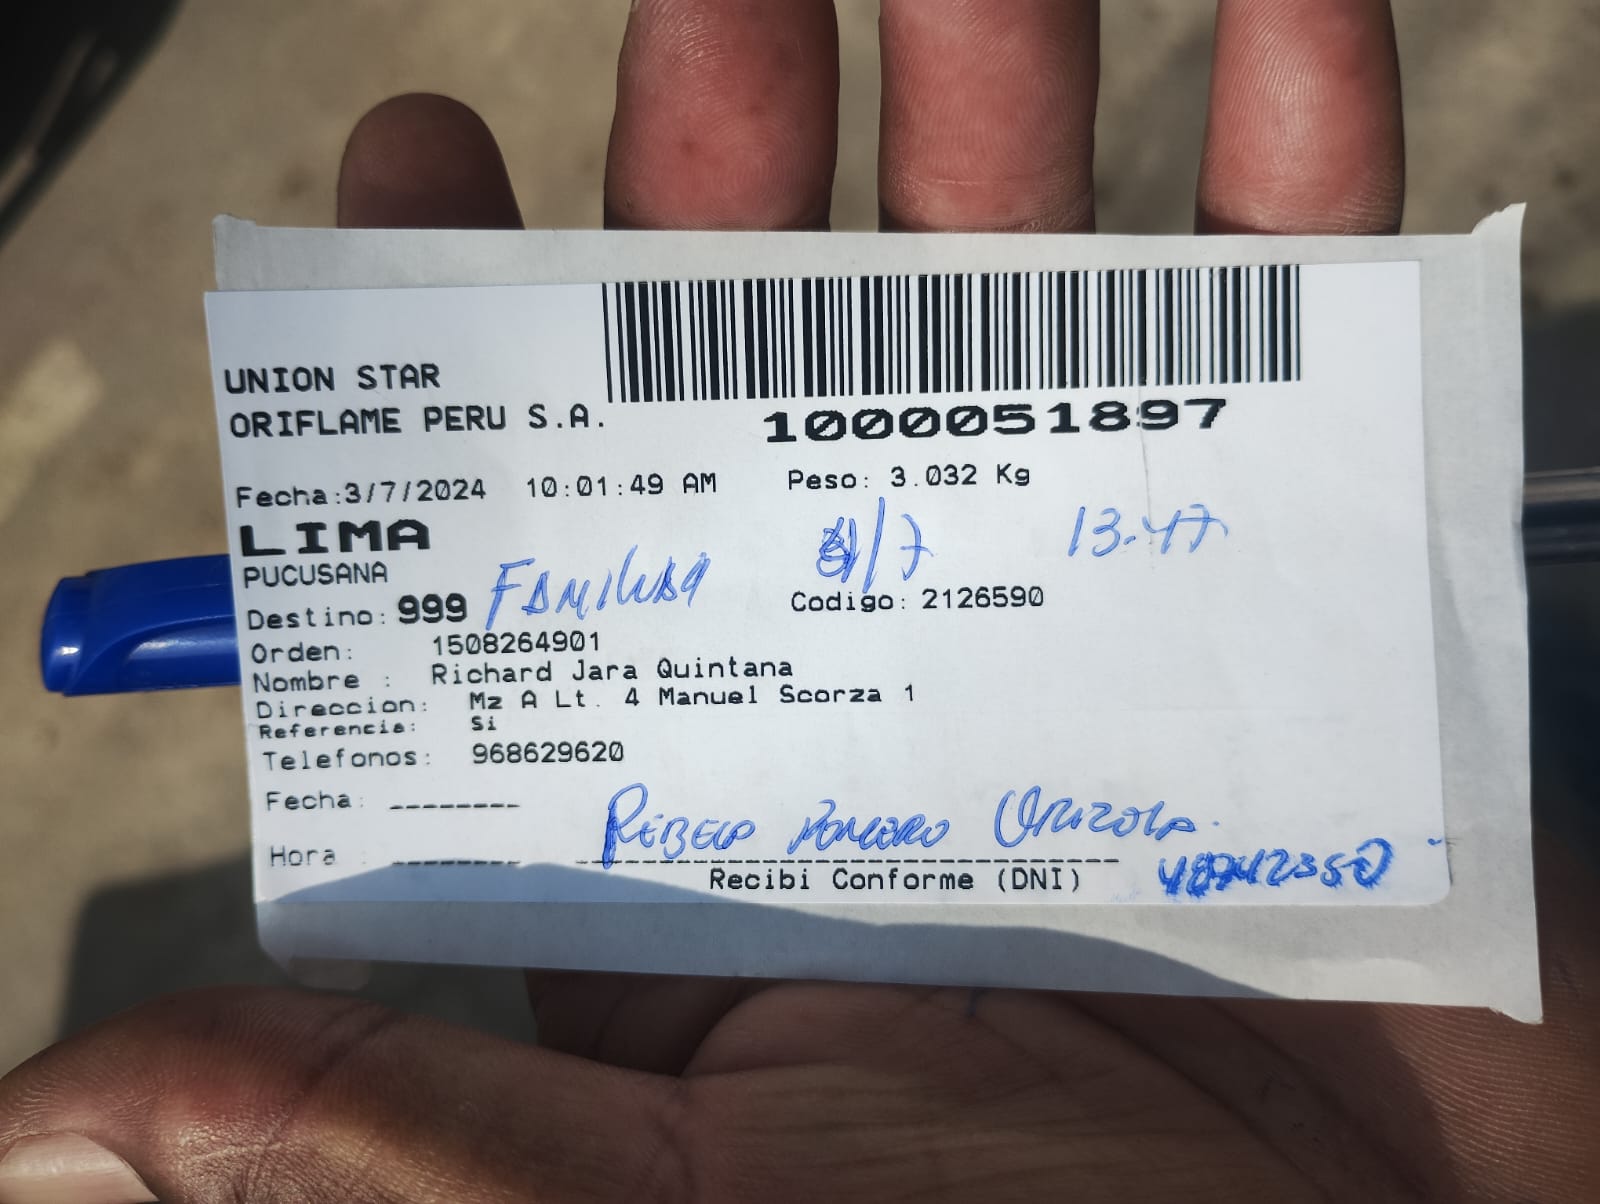 UNION STAR
ORIFLAME PERU S.A.
1000051897
Fecha:3/7/2024 10:01:49 AM Peso: 3.032 Kg
LIMA
/7 13-47
PUCUSANA
Destino: 999 Codigo: 2126590
Orden: 1508264901
Nombre : Richard Jara Quintana
Direccion: Mz A Lt. 4 Manuel Scorza 1
Referencia: Si
Telefonos: 968629620
Fecha: --------
Hora : --------
Recibi Conforme (DNI)